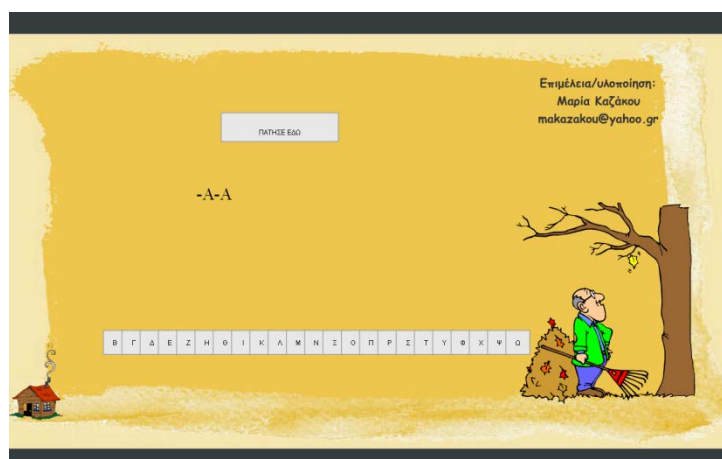 Επιμέλεια/υλοποίηση:
Μαρία Καζάκου
makazakou@yahoo.gr
ΠΑΤΗΣΕ ΕΔΩ
-Α-Α
Β Γ Δ Ε Ζ Η Θ Ι Κ Λ Μ Ν Ξ Ο Π Ρ Σ Τ Υ Φ Χ Ψ Ω